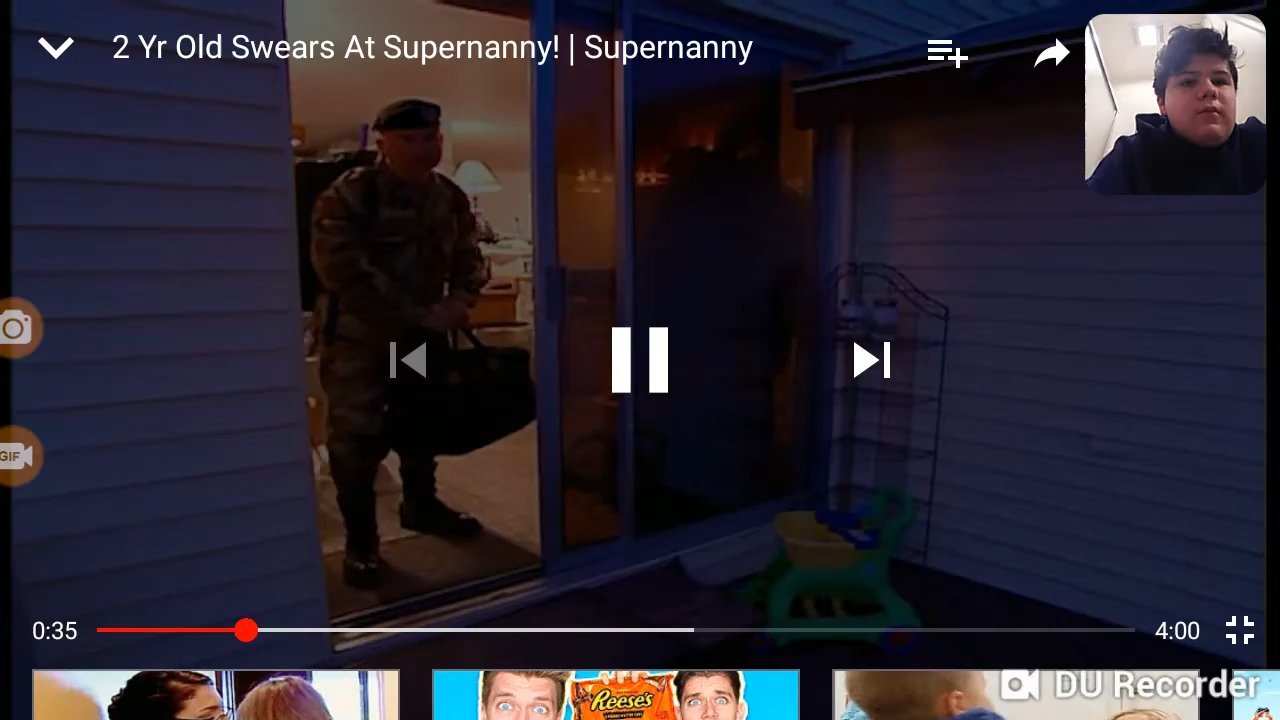 2 Yr Old Swears At Supernanny! | Supernanny
GIF
0:35
4:00
REESE'S
DU Recorder